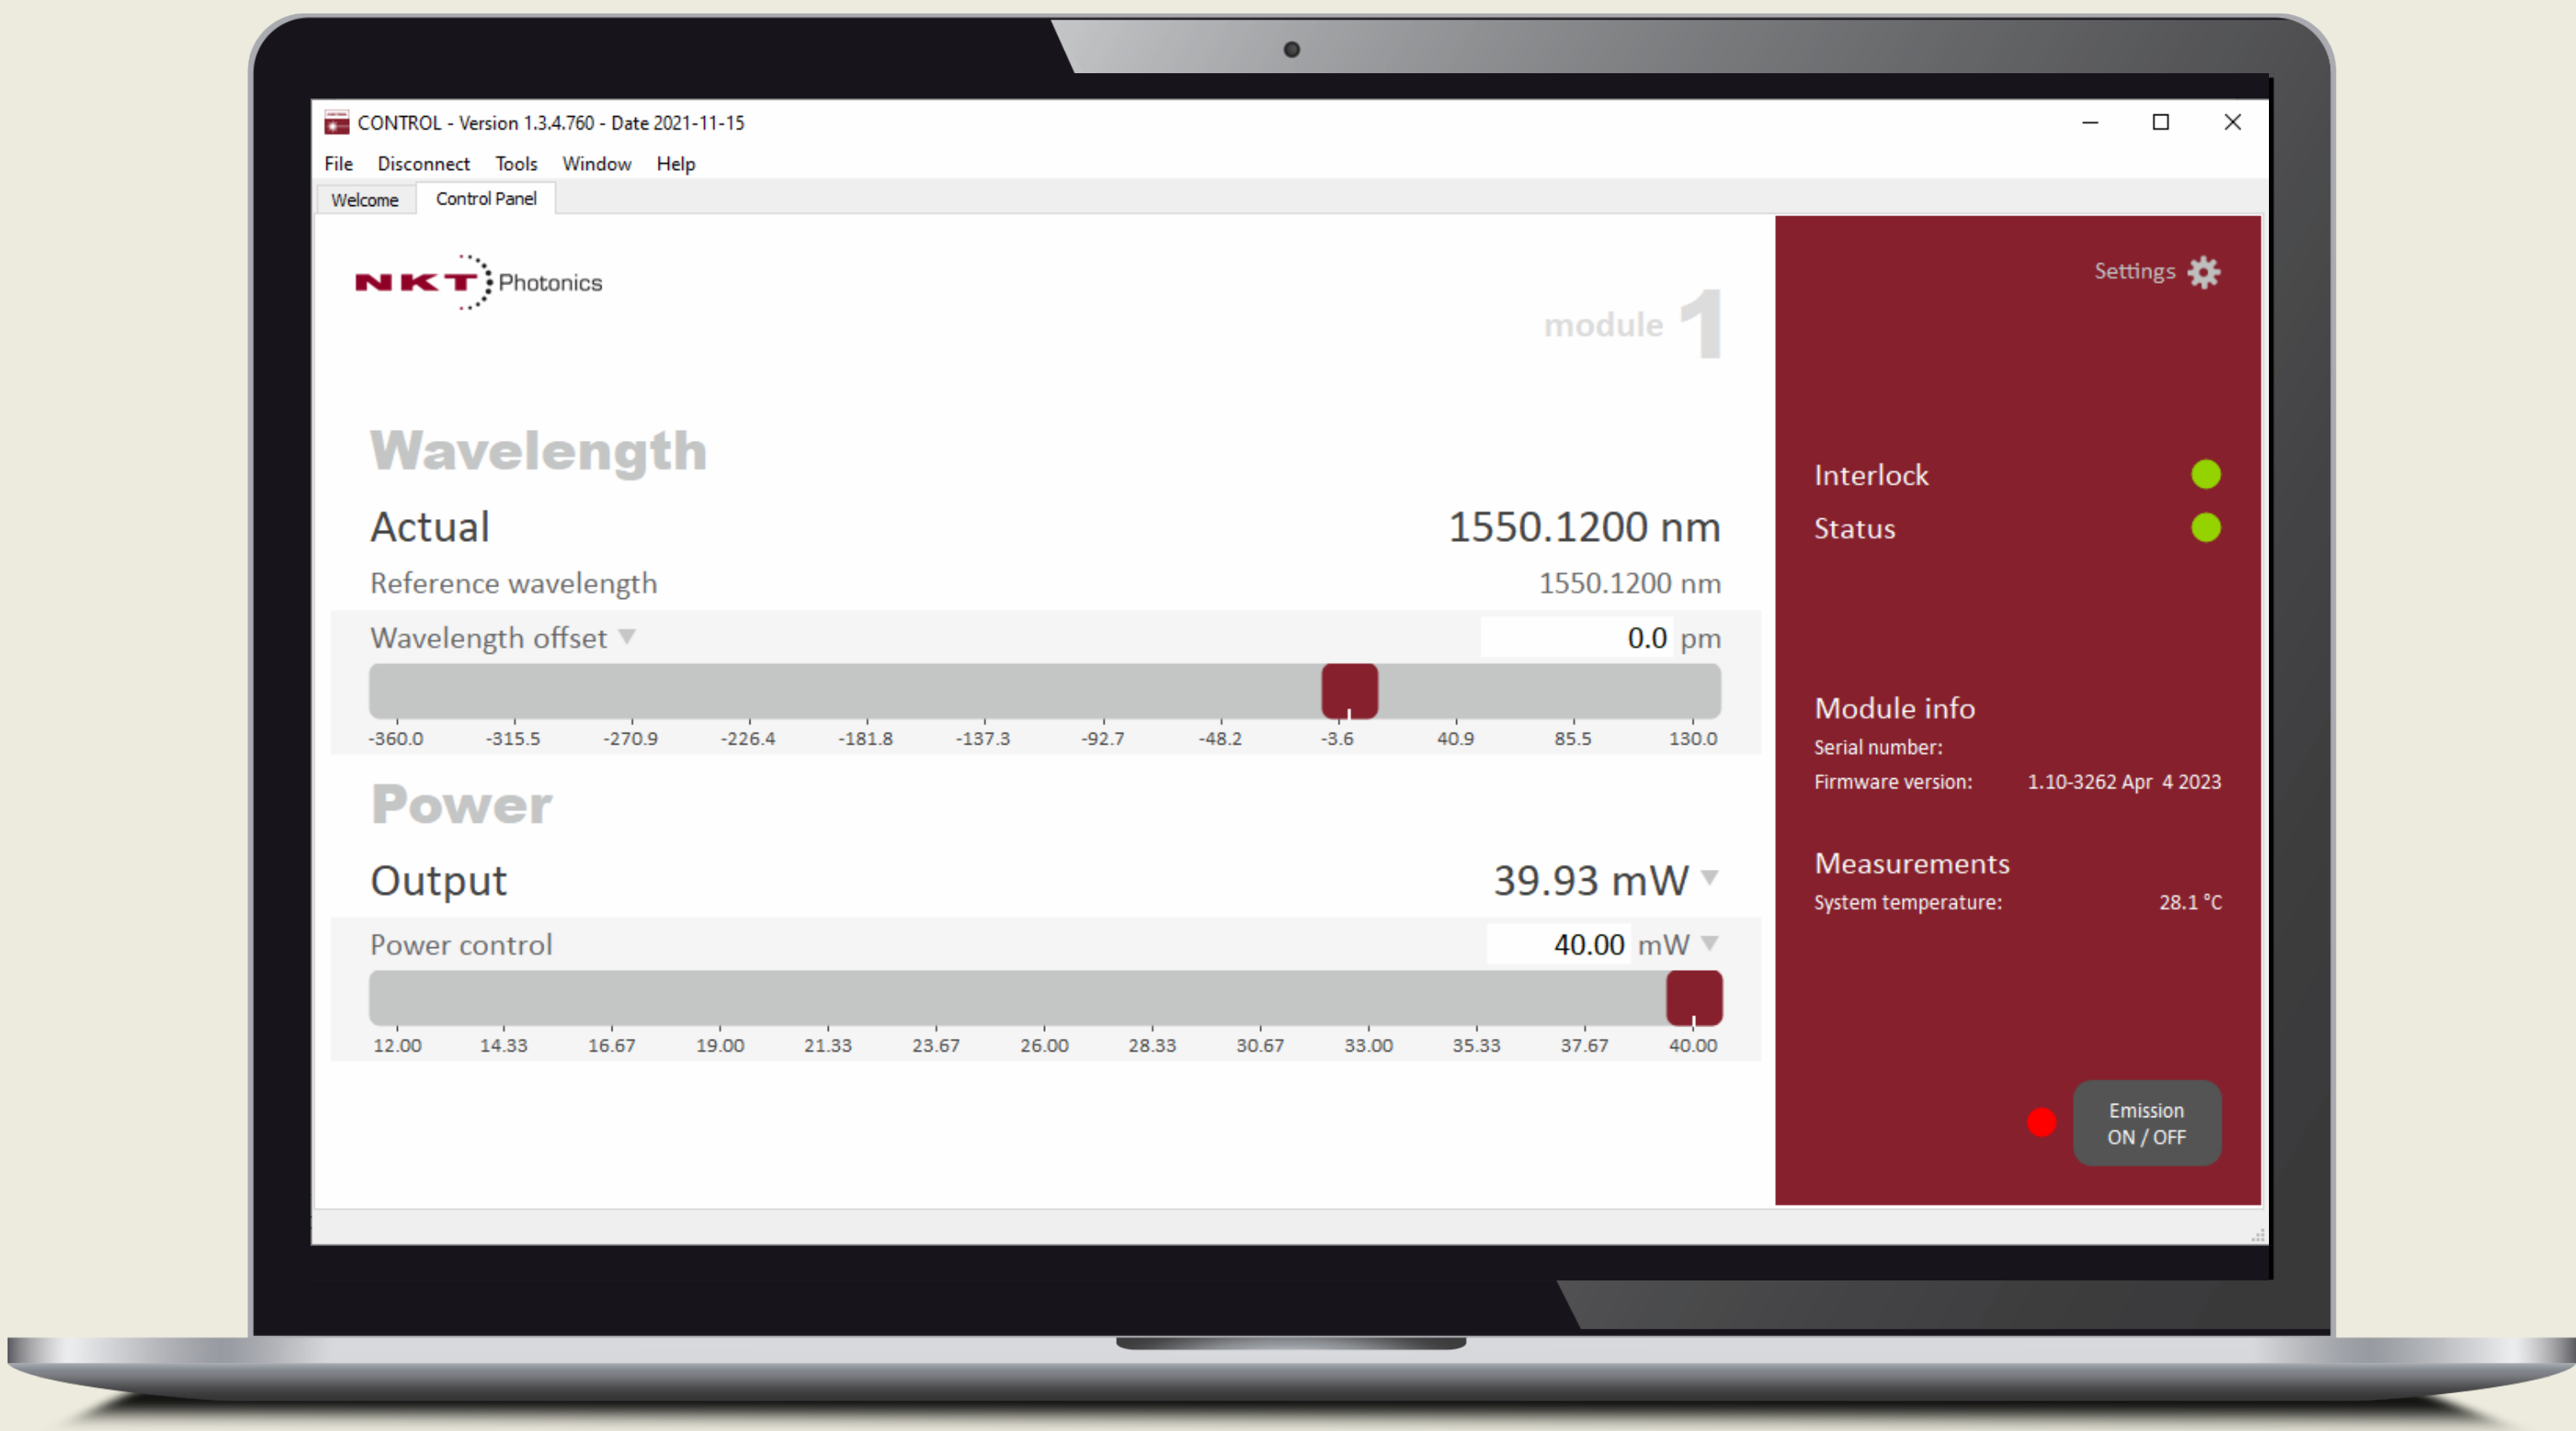 CONTROL - Version 1.3.4.760 - Date 2021-11-15
File Disconnect Tools Window Help
Welcome Control Panel
NKT Photonics
module 1
Settings
Wavelength
Actual 1550.1200 nm
Reference wavelength 1550.1200 nm
Wavelength offset 0.0 pm
-360.0 -315.5 -270.9 -226.4 -181.8 -137.3 -92.7 -48.2 -3.6 40.9 85.5 130.0
Power
Output 39.93 mW
Power control 40.00 mW
12.00 14.33 16.67 19.00 21.33 23.67 26.00 28.33 30.67 33.00 35.33 37.67 40.00
Interlock
Status
Module info
Serial number:
Firmware version: 1.10-3262 Apr 4 2023
Measurements
System temperature: 28.1 °C
Emission
ON / OFF